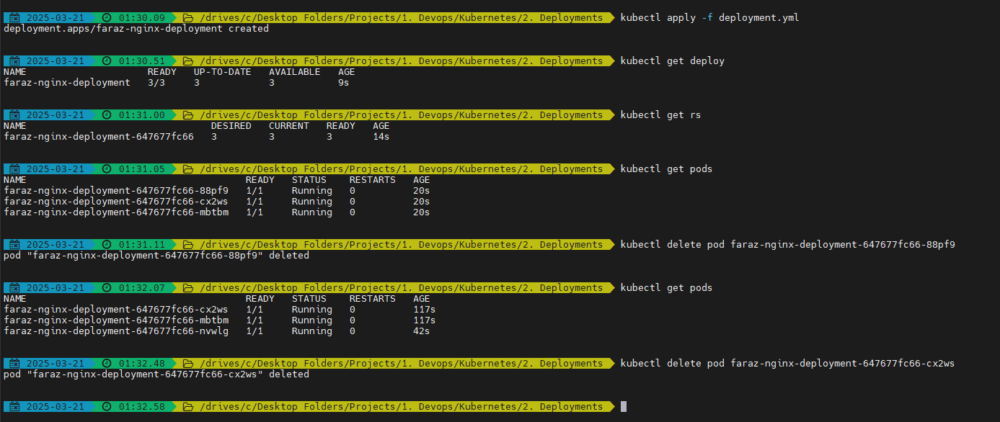 2025-03-21 01:30.09 /drives/c/Desktop Folders/Projects/1. Devops/Kubernetes/2. Deployments kubectl apply -f deployment.yml
deployment.apps/faraz-nginx-deployment created
2025-03-21 01:30.51 /drives/c/Desktop Folders/Projects/1. Devops/Kubernetes/2. Deployments kubectl get deploy
NAME READY UP-TO-DATE AVAILABLE AGE
faraz-nginx-deployment 3/3 3 3 9s
2025-03-21 01:31.00 /drives/c/Desktop Folders/Projects/1. Devops/Kubernetes/2. Deployments kubectl get rs
NAME DESIRED CURRENT READY AGE
faraz-nginx-deployment-647677fc66 3 3 3 14s
2025-03-21 01:31.05 /drives/c/Desktop Folders/Projects/1. Devops/Kubernetes/2. Deployments kubectl get pods
NAME READY STATUS RESTARTS AGE
faraz-nginx-deployment-647677fc66-88pf9 1/1 Running 0 20s
faraz-nginx-deployment-647677fc66-cx2ws 1/1 Running 0 20s
faraz-nginx-deployment-647677fc66-mbtbm 1/1 Running 0 20s
2025-03-21 01:31.11 /drives/c/Desktop Folders/Projects/1. Devops/Kubernetes/2. Deployments kubectl delete pod faraz-nginx-deployment-647677fc66-88pf9
pod "faraz-nginx-deployment-647677fc66-88pf9" deleted
2025-03-21 01:32.07 /drives/c/Desktop Folders/Projects/1. Devops/Kubernetes/2. Deployments kubectl get pods
NAME READY STATUS RESTARTS AGE
faraz-nginx-deployment-647677fc66-cx2ws 1/1 Running 0 117s
faraz-nginx-deployment-647677fc66-mbtbm 1/1 Running 0 117s
faraz-nginx-deployment-647677fc66-nvwlg 1/1 Running 0 42s
2025-03-21 01:32.48 /drives/c/Desktop Folders/Projects/1. Devops/Kubernetes/2. Deployments kubectl delete pod faraz-nginx-deployment-647677fc66-cx2ws
pod "faraz-nginx-deployment-647677fc66-cx2ws" deleted
2025-03-21 01:32.58 /drives/c/Desktop Folders/Projects/1. Devops/Kubernetes/2. Deployments